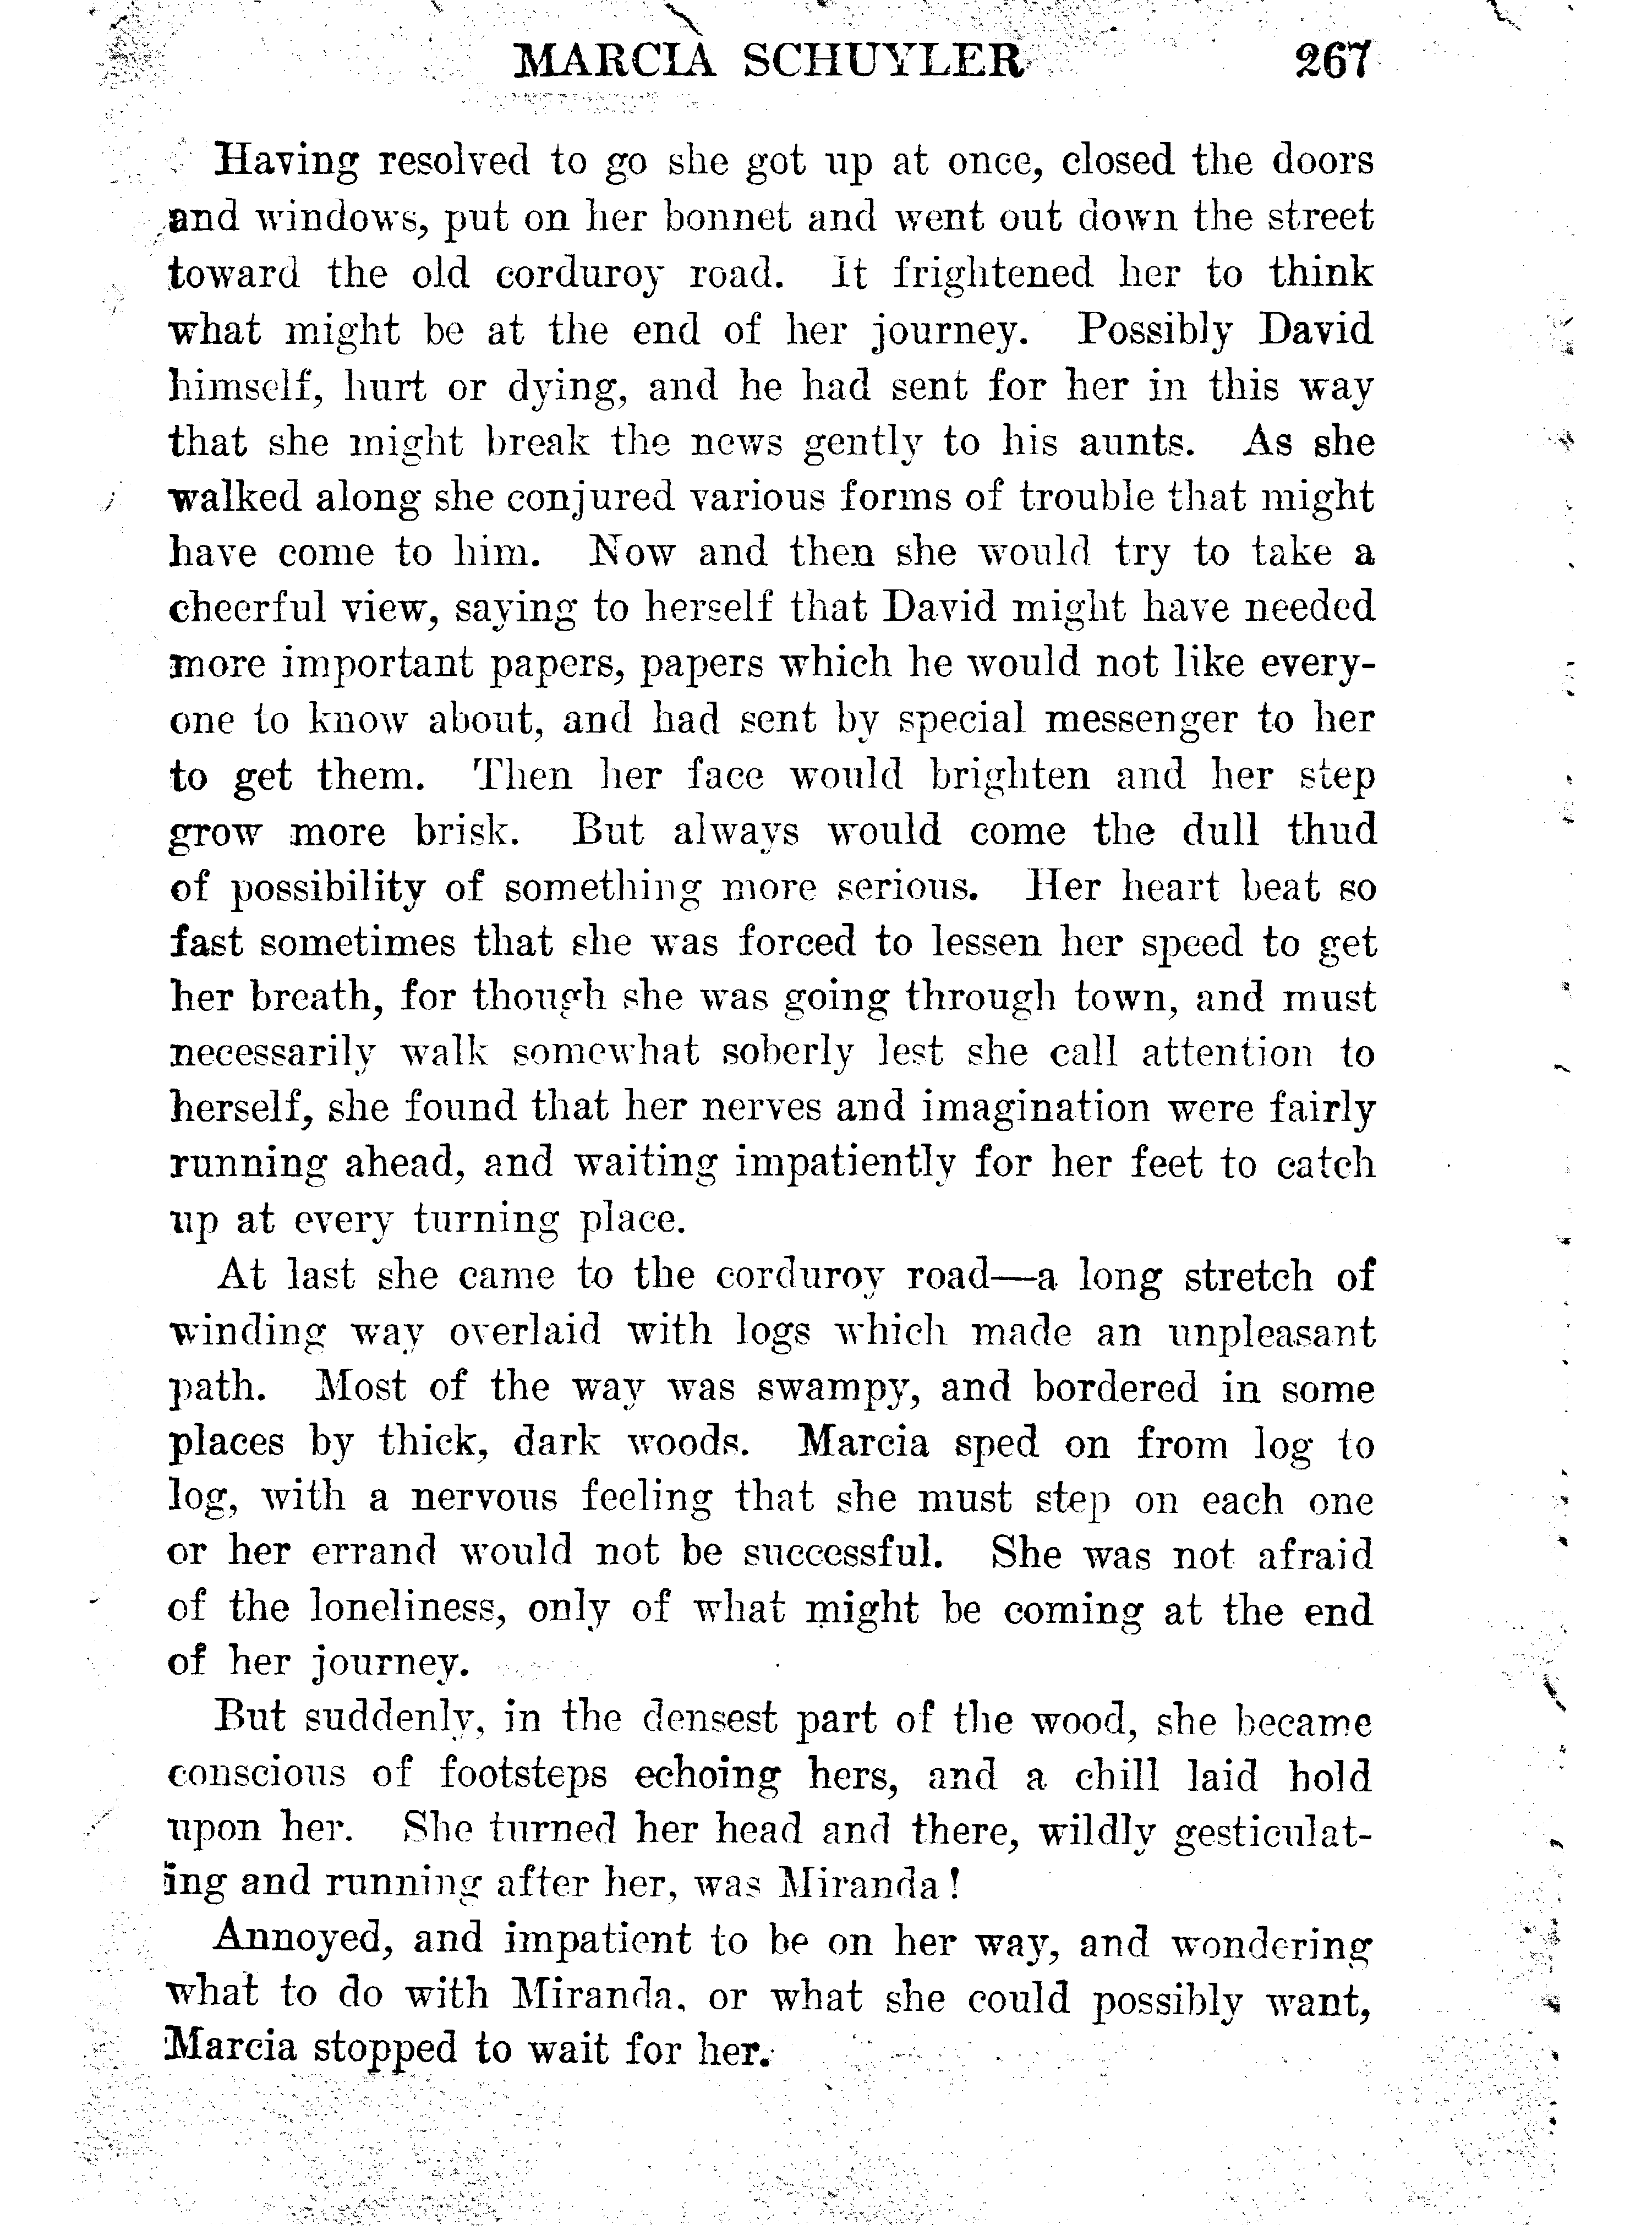 MARCIA SCHUYLER 267
Having resolved to go she got up at once, closed the doors
and windows, put on her bonnet and went out down the street
toward the old corduroy road. It frightened her to think
what might be at the end of her journey. Possibly David
himself, hurt or dying, and he had sent for her in this way
that she might break the news gently to his aunts. As she
walked along she conjured various forms of trouble that might
have come to him. Now and then she would try to take a
cheerful view, saying to herself that David might have needed
more important papers, papers which he would not like every-
one to know about, and had sent by special messenger to her
to get them. Then her face would brighten and her step
grow more brisk. But always would come the dull thud
of possibility of something more serious. Her heart beat so
fast sometimes that she was forced to lessen her speed to get
her breath, for though she was going through town, and must
necessarily walk somewhat soberly lest she call attention to
herself, she found that her nerves and imagination were fairly
running ahead, and waiting impatiently for her feet to catch
up at every turning place.
At last she came to the corduroy road—a long stretch of
winding way overlaid with logs which made an unpleasant
path. Most of the way was swampy, and bordered in some
places by thick, dark woods. Marcia sped on from log to
log, with a nervous feeling that she must step on each one
or her errand would not be successful. She was not afraid
of the loneliness, only of what might be coming at the end
of her journey.
But suddenly, in the densest part of the wood, she became
conscious of footsteps echoing hers, and a chill laid hold
upon her. She turned her head and there, wildly gesticulat-
ing and running after her, was Miranda!
Annoyed, and impatient to be on her way, and wondering
what to do with Miranda, or what she could possibly want,
Marcia stopped to wait for her.